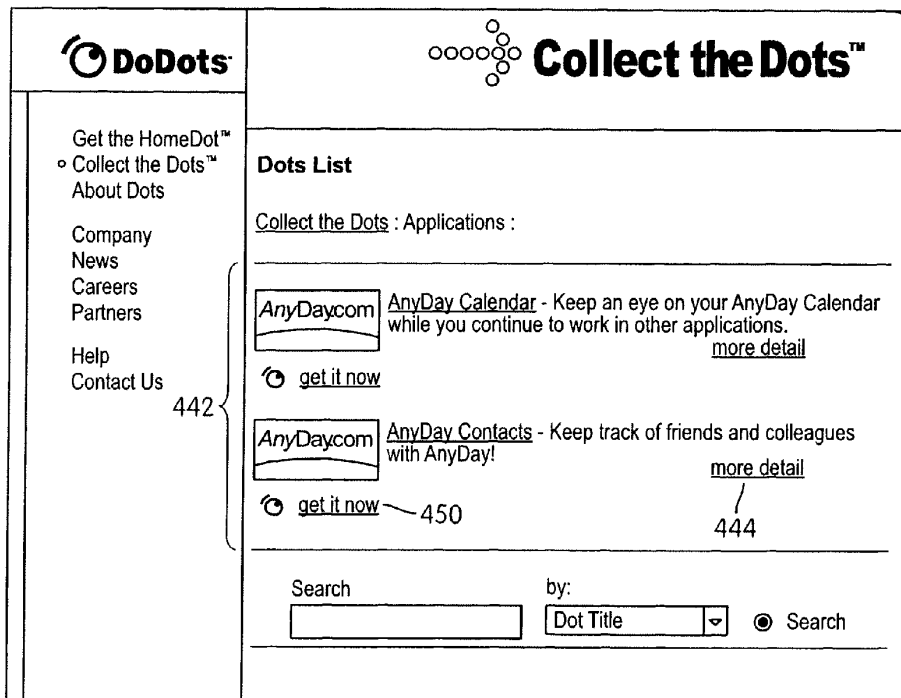 DoDots
Collect the Dots™
Get the HomeDot™
Collect the Dots™
About Dots
Company
News
Careers
Partners
Help
Contact Us
442
Dots List
Collect the Dots : Applications :
AnyDay.com
AnyDay Calendar - Keep an eye on your AnyDay Calendar
while you continue to work in other applications.
more detail
get it now
AnyDay.com
AnyDay Contacts - Keep track of friends and colleagues
with AnyDay!
more detail
get it now
450
444
Search
by:
Dot Title
Search